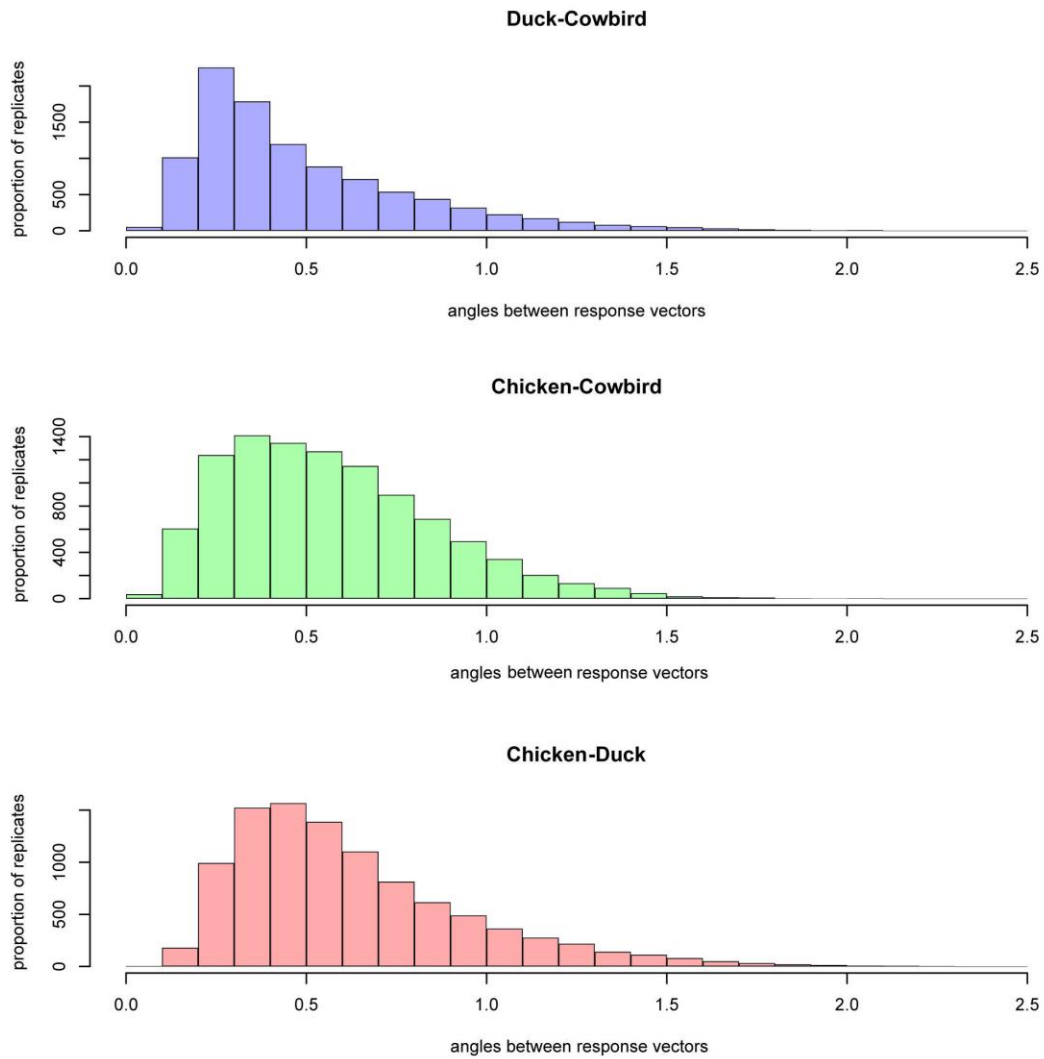 Duck-Cowbird
proportion of replicates
0 500 1500
0.0 0.5 1.0 1.5 2.0 2.5
angles between response vectors
Chicken-Cowbird
proportion of replicates
0 400 800 1400
0.0 0.5 1.0 1.5 2.0 2.5
angles between response vectors
Chicken-Duck
proportion of replicates
0 500 1000
0.0 0.5 1.0 1.5 2.0 2.5
angles between response vectors